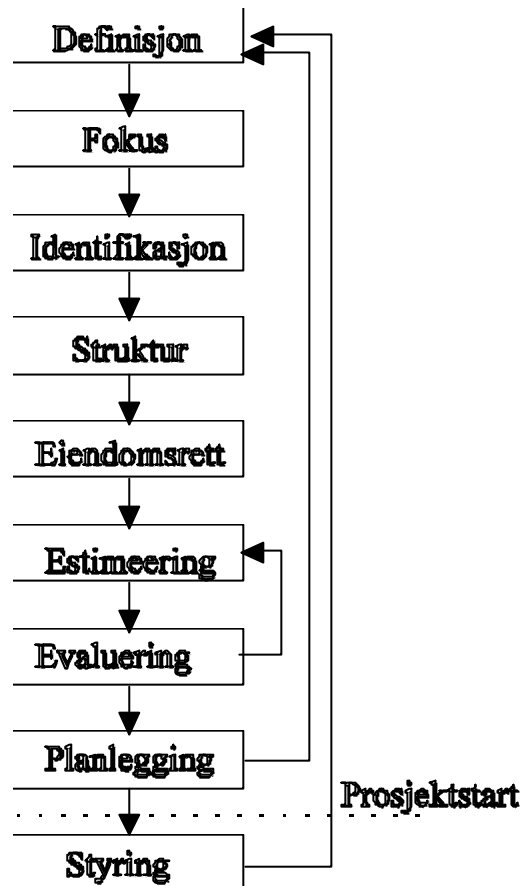 Definisjon
Fokus
Identifikasjon
Struktur
Eiendomsrett
Estimeering
Evaluering
Planlegging
Prosjektstart
Styring